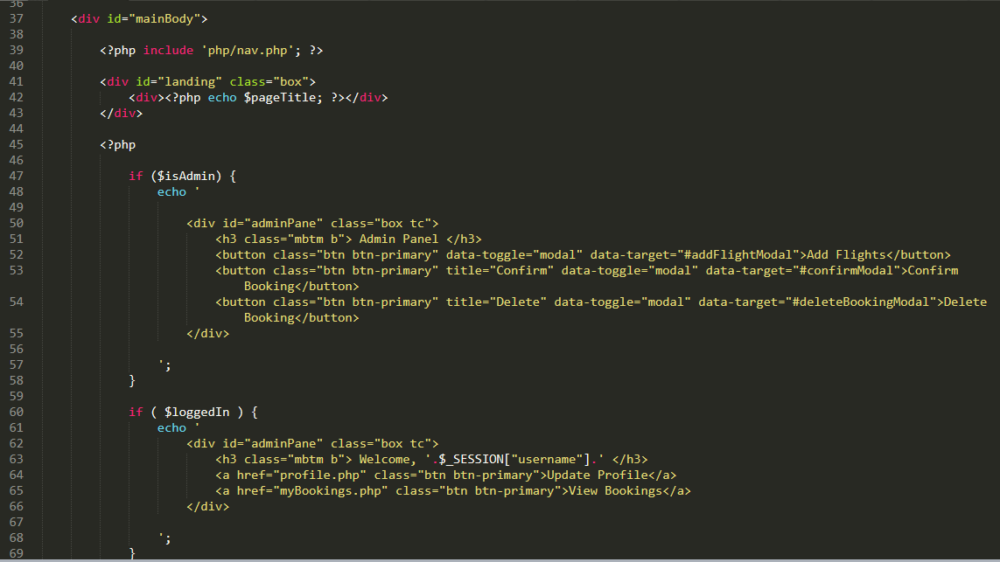 36
37 <div id="mainBody">
38
39 <?php include 'php/nav.php'; ?>
40
41 <div id="landing" class="box">
42 <div><?php echo $pageTitle; ?></div>
43 </div>
44
45 <?php
46
47 if ($isAdmin) {
48 echo '
49
50 <div id="adminPane" class="box tc">
51 <h3 class="mbtm b"> Admin Panel </h3>
52 <button class="btn btn-primary" data-toggle="modal" data-target="#addFlightModal">Add Flights</button>
53 <button class="btn btn-primary" title="Confirm" data-toggle="modal" data-target="#confirmModal">Confirm
Booking</button>
54 <button class="btn btn-primary" title="Delete" data-toggle="modal" data-target="#deleteBookingModal">Delete
Booking</button>
55 </div>
56
57 ';
58 }
59
60 if ( $loggedIn ) {
61 echo '
62 <div id="adminPane" class="box tc">
63 <h3 class="mbtm b"> Welcome, '.$_SESSION["username"].' </h3>
64 <a href="profile.php" class="btn btn-primary">Update Profile</a>
65 <a href="myBookings.php" class="btn btn-primary">View Bookings</a>
66 </div>
67
68 ';
69 }